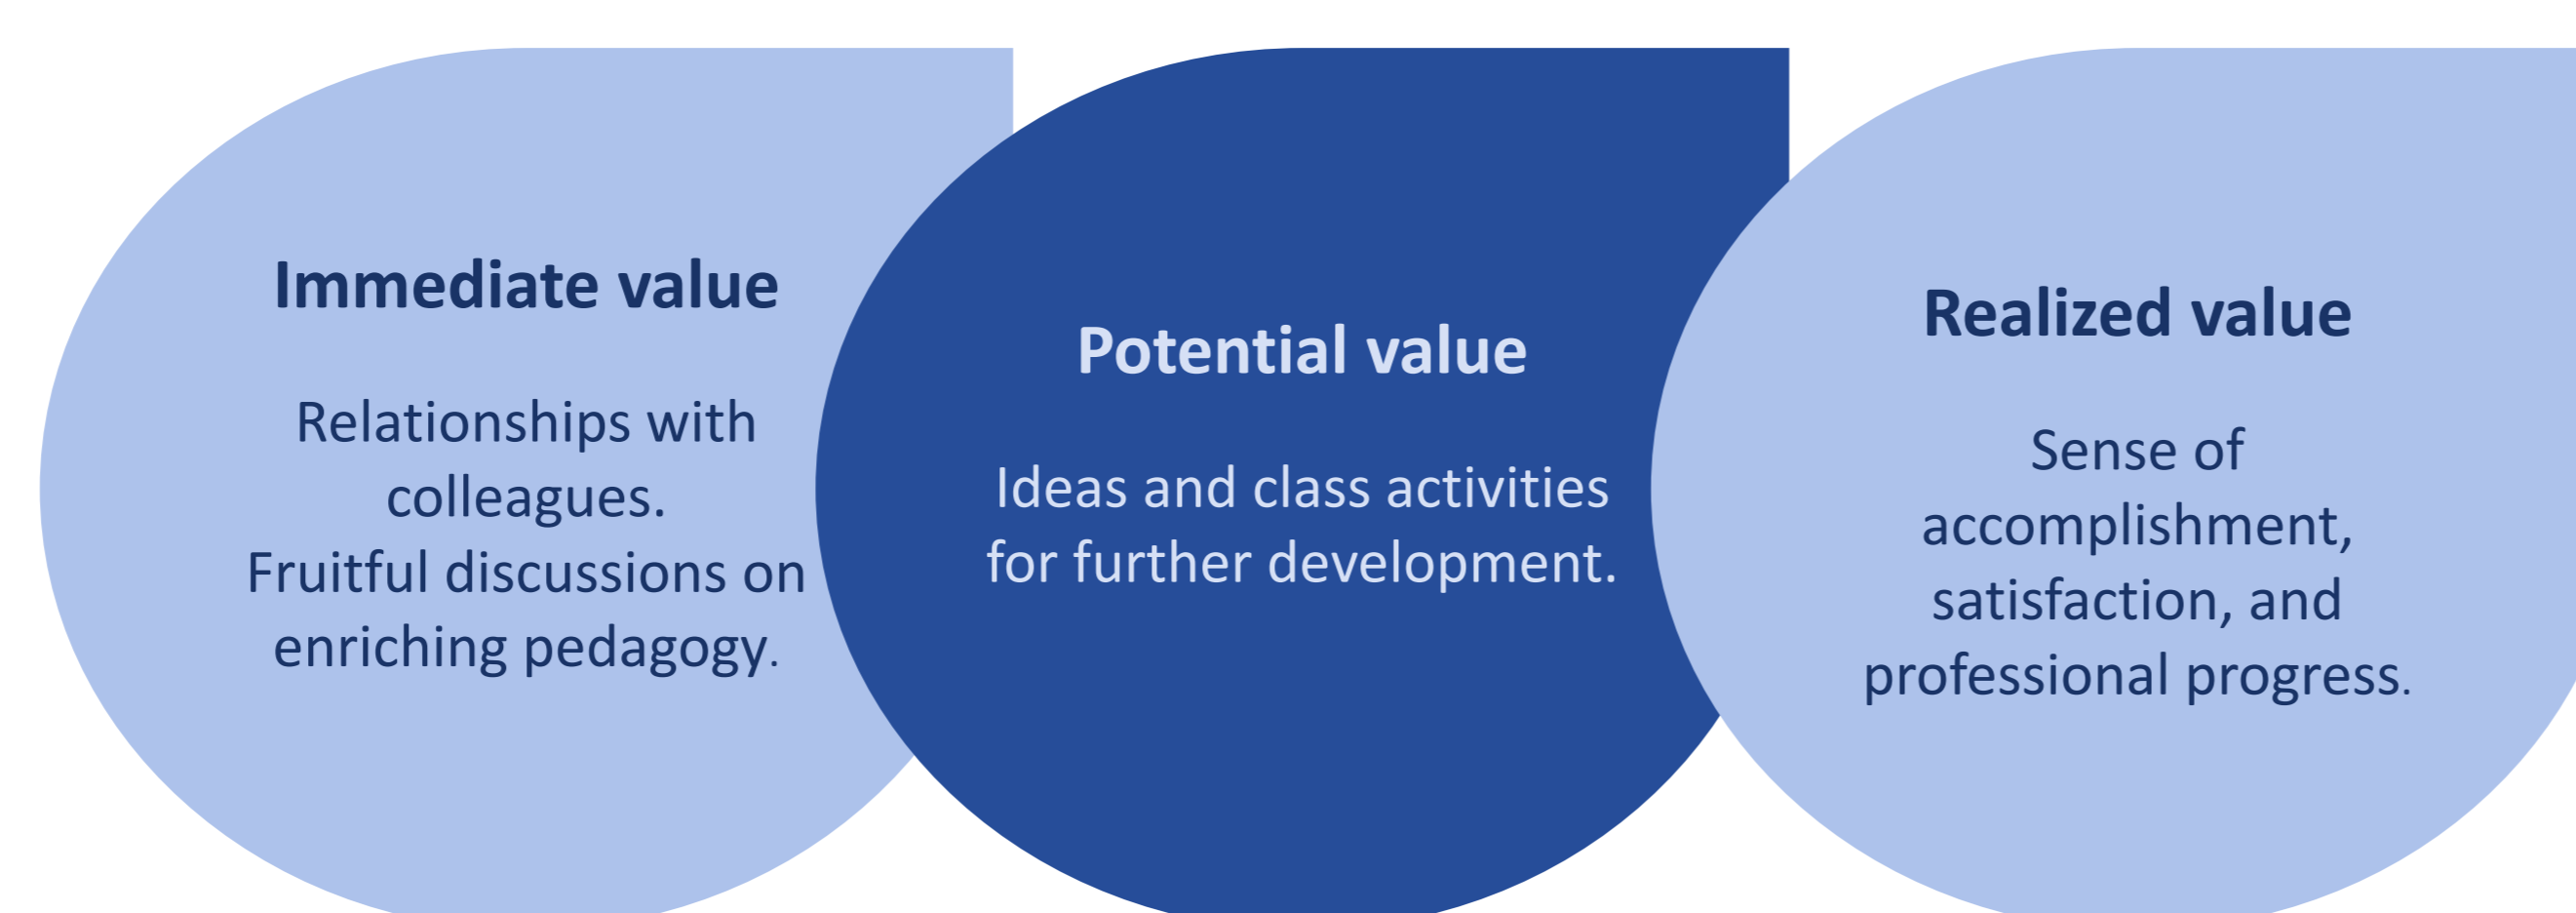 Immediate value
Relationships with
colleagues.
Fruitful discussions on
enriching pedagogy.
Potential value
Ideas and class activities
for further development.
Realized value
Sense of
accomplishment,
satisfaction, and
professional progress.